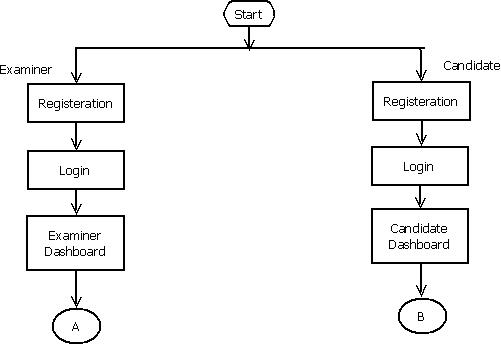 Start
Examiner
Candidate
Registeration
Registeration
Login
Login
Examiner
Dashboard
Candidate
Dashboard
A
B